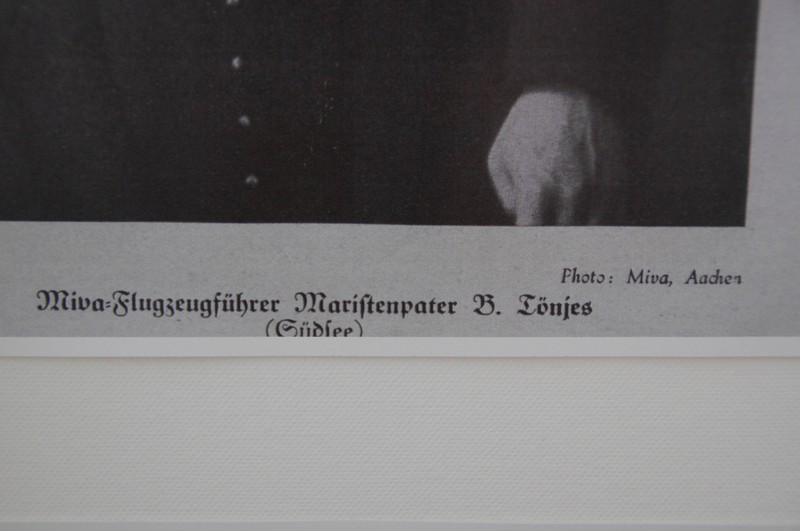 Photo: Miva, Aachen
Miva-Flugzeugführer Maristenpater B. Tönjes
(Südsee)